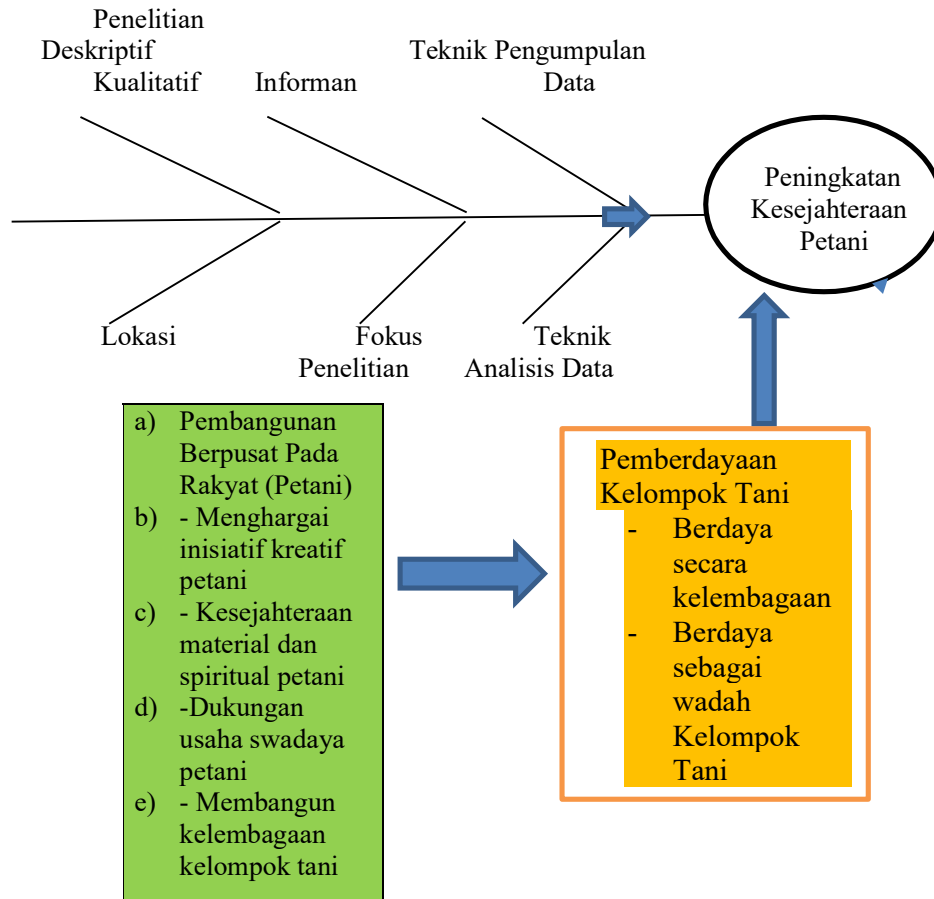 Penelitian
Deskriptif
Kualitatif
Informan
Teknik Pengumpulan
Data
Peningkatan
Kesejahteraan
Petani
Lokasi
Fokus
Penelitian
Teknik
Analisis Data
a) Pembangunan
Berpusat Pada
Rakyat (Petani)
b) - Menghargai
inisiatif kreatif
petani
c) - Kesejahteraan
material dan
spiritual petani
d) -Dukungan
usaha swadaya
petani
e) - Membangun
kelembagaan
kelompok tani
Pemberdayaan
Kelompok Tani
- Berdaya
secara
kelembagaan
- Berdaya
sebagai
wadah
Kelompok
Tani